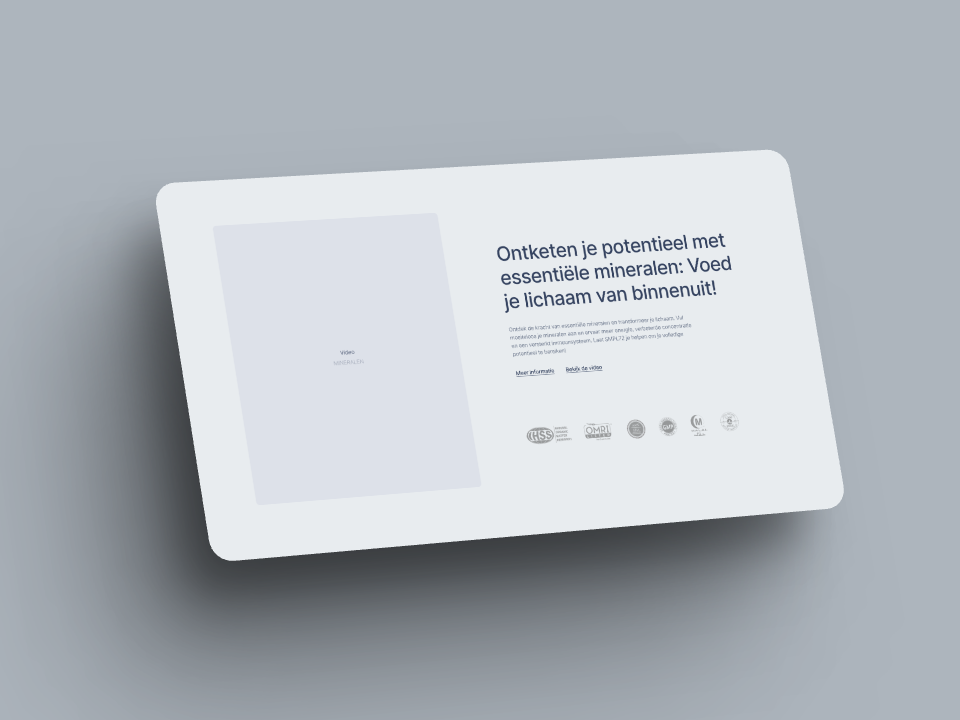 Video
MINERALEN
Ontketen je potentieel met
essentiële mineralen: Voed
je lichaam van binnenuit!
Ontdek de kracht van essentiële mineralen en transformeer je lichaam. Vul
moeiteloos je mineralen aan en ervaar meer energie, verbeterde concentratie
en een versterkt immuunsysteem. Laat SMPL72 je helpen om je volledige
potentieel te bereiken!
Meer informatie
Bekijk de video
HSS
OMRI
LISTED
GMP
M